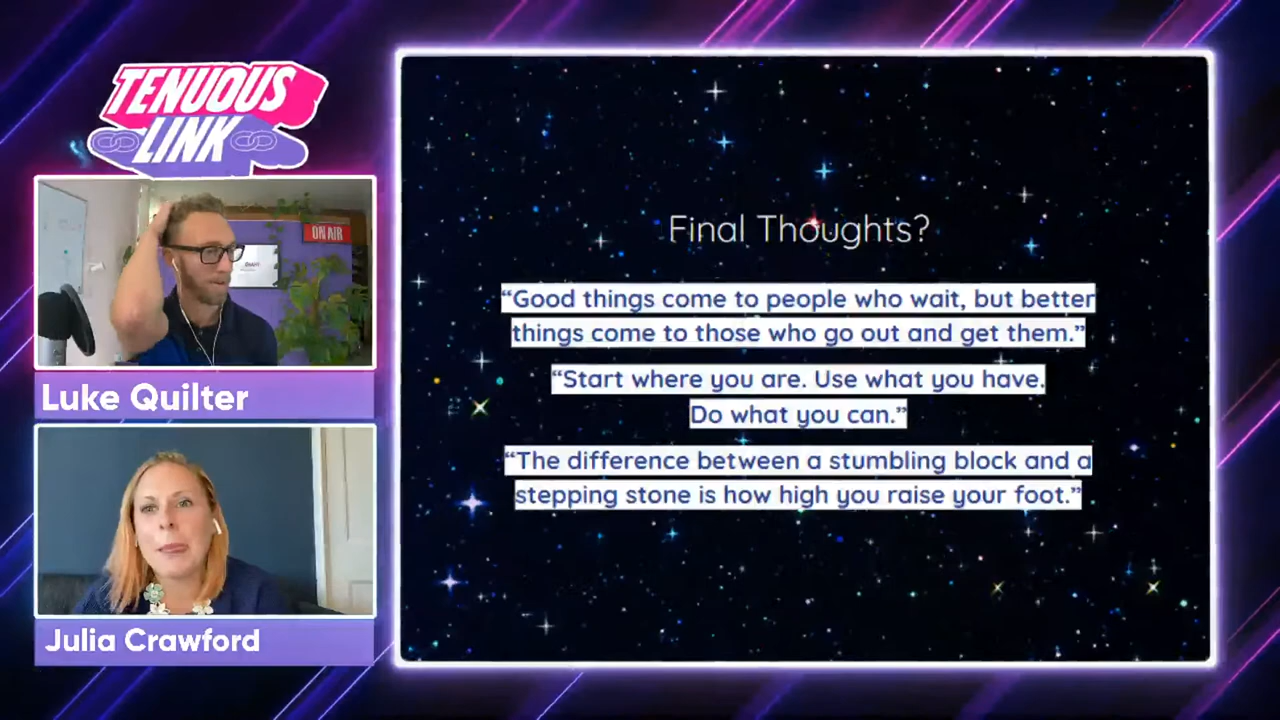 TENUOUS
LINK
ON AIR
Luke Quilter
Julia Crawford
Final Thoughts?
“Good things come to people who wait, but better
things come to those who go out and get them.”
“Start where you are. Use what you have.
Do what you can.”
“The difference between a stumbling block and a
stepping stone is how high you raise your foot.”